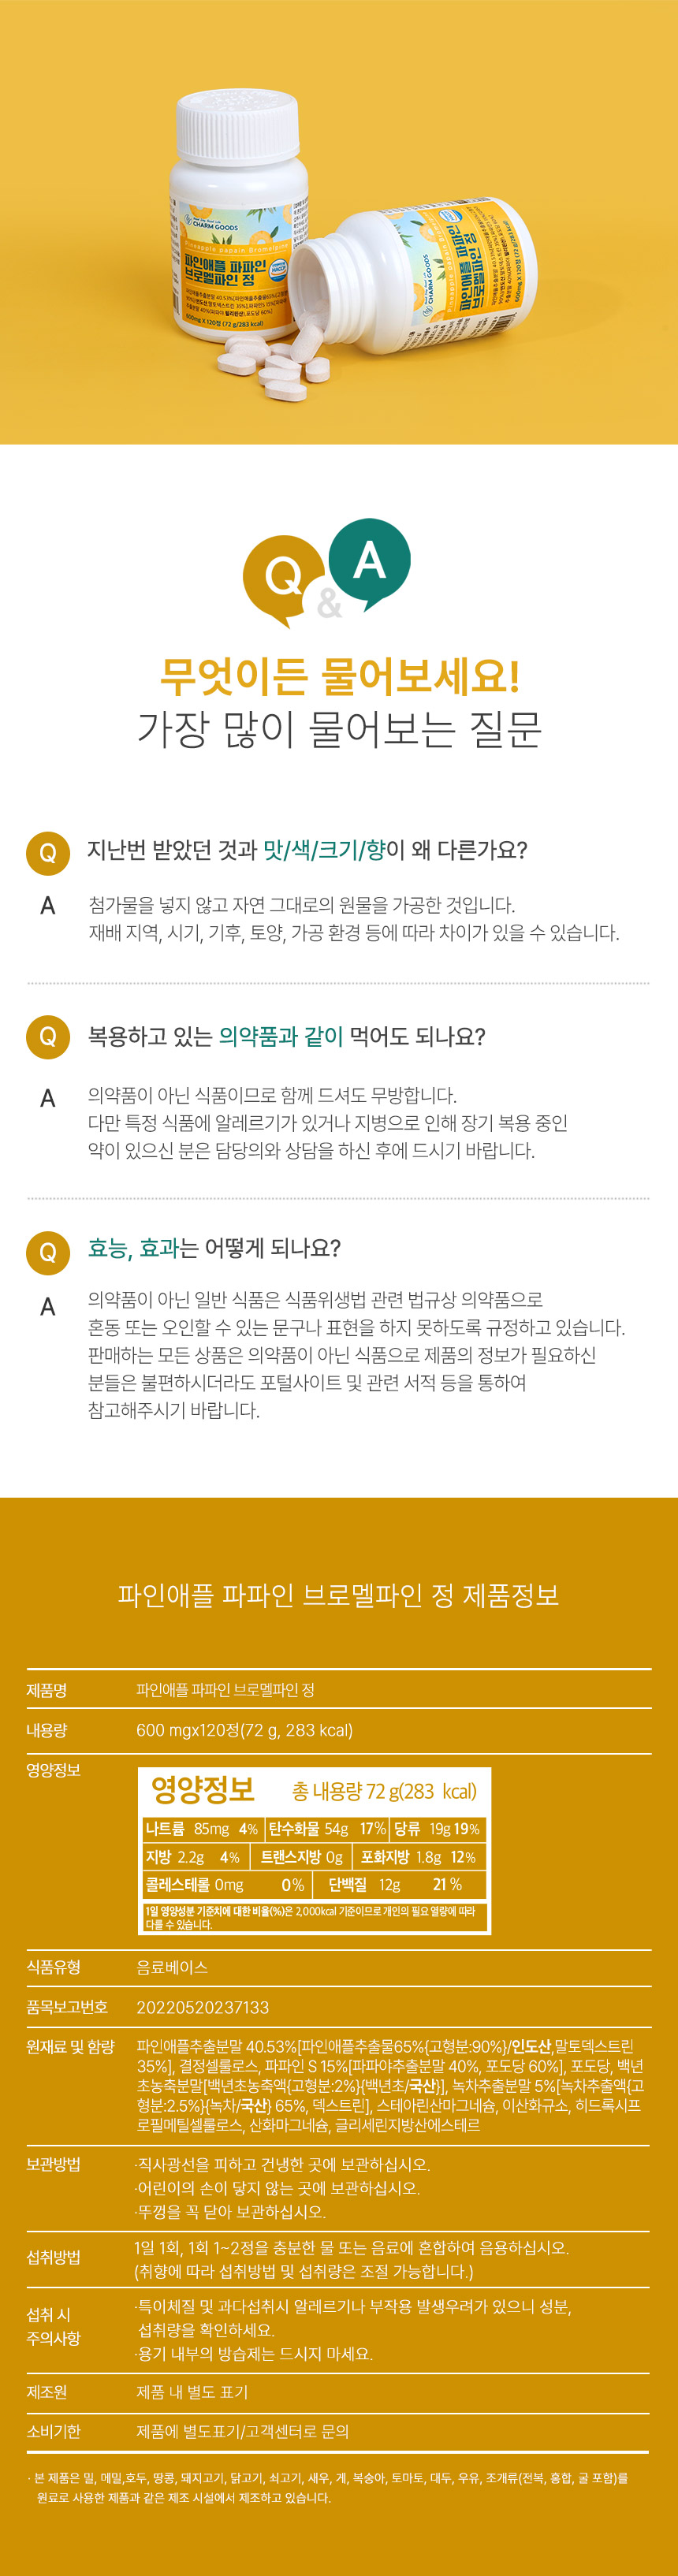 CHARM GOODS
Pineapple papain Bromelpain
파인애플 파파인
브로멜파인 정
600mg X 120정 (72 g/283 kcal)
CHARM GOODS
파인애플 파파인
브로멜파인 정
600mg X 120정 (72 g/283 kcal)
Q & A
무엇이든 물어보세요!
가장 많이 물어보는 질문
Q 지난번 받았던 것과 맛/색/크기/향이 왜 다른가요?
A 첨가물을 넣지 않고 자연 그대로의 원물을 가공한 것입니다.
재배 지역, 시기, 기후, 토양, 가공 환경 등에 따라 차이가 있을 수 있습니다.
Q 복용하고 있는 의약품과 같이 먹어도 되나요?
A 의약품이 아닌 식품이므로 함께 드셔도 무방합니다.
다만 특정 식품에 알레르기가 있거나 지병으로 인해 장기 복용 중인
약이 있으신 분은 담당의와 상담을 하신 후에 드시기 바랍니다.
Q 효능, 효과는 어떻게 되나요?
A 의약품이 아닌 일반 식품은 식품위생법 관련 법규상 의약품으로
혼동 또는 오인할 수 있는 문구나 표현을 하지 못하도록 규정하고 있습니다.
판매하는 모든 상품은 의약품이 아닌 식품으로 제품의 정보가 필요하신
분들은 불편하시더라도 포털사이트 및 관련 서적 등을 통하여
참고해주시기 바랍니다.
파인애플 파파인 브로멜파인 정 제품정보
제품명 파인애플 파파인 브로멜파인 정
내용량 600 mgx120정(72 g, 283 kcal)
영양정보
영양정보 총 내용량 72 g(283 kcal)
나트륨 85mg 4% 탄수화물 54g 17% 당류 19g 19%
지방 2.2g 4% 트랜스지방 0g 포화지방 1.8g 12%
콜레스테롤 0mg 0% 단백질 12g 21 %
1일 영양성분 기준치에 대한 비율(%)은 2,000kcal 기준이므로 개인의 필요 열량에 따라
다를 수 있습니다.
식품유형 음료베이스
품목보고번호 20220520237133
원재료 및 함량 파인애플추출분말 40.53%[파인애플추출물65%{고형분:90%}/인도산,말토덱스트린
35%], 결정셀룰로스, 파파인 S 15%[파파야추출분말 40%, 포도당 60%], 포도당, 백년
초농축분말[백년초농축액{고형분:2%}{백년초/국산}], 녹차추출분말 5%[녹차추출액{고
형분:2.5%}{녹차/국산} 65%, 덱스트린], 스테아린산마그네슘, 이산화규소, 히드록시프
로필메틸셀룰로스, 산화마그네슘, 글리세린지방산에스테르
보관방법 ·직사광선을 피하고 건냉한 곳에 보관하십시오.
·어린이의 손이 닿지 않는 곳에 보관하십시오.
·뚜껑을 꼭 닫아 보관하십시오.
섭취방법 1일 1회, 1회 1~2정을 충분한 물 또는 음료에 혼합하여 음용하십시오.
(취향에 따라 섭취방법 및 섭취량은 조절 가능합니다.)
섭취 시 ·특이체질 및 과다섭취시 알레르기나 부작용 발생우려가 있으니 성분,
주의사항 섭취량을 확인하세요.
·용기 내부의 방습제는 드시지 마세요.
제조원 제품 내 별도 표기
소비기한 제품에 별도표기/고객센터로 문의
· 본 제품은 밀, 메밀,호두, 땅콩, 돼지고기, 닭고기, 쇠고기, 새우, 게, 복숭아, 토마토, 대두, 우유, 조개류(전복, 홍합, 굴 포함)를
원료로 사용한 제품과 같은 제조 시설에서 제조하고 있습니다.